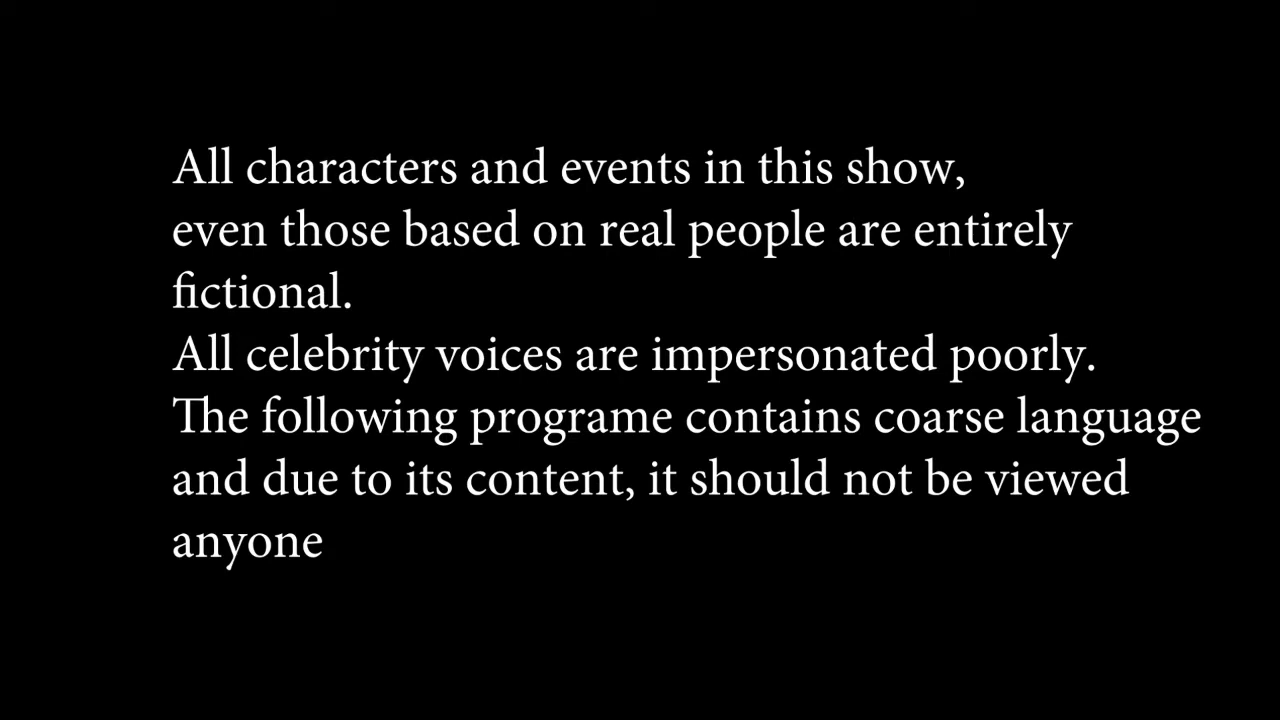 All characters and events in this show,
even those based on real people are entirely
fictional.
All celebrity voices are impersonated poorly.
The following programe contains coarse language
and due to its content, it should not be viewed
anyone